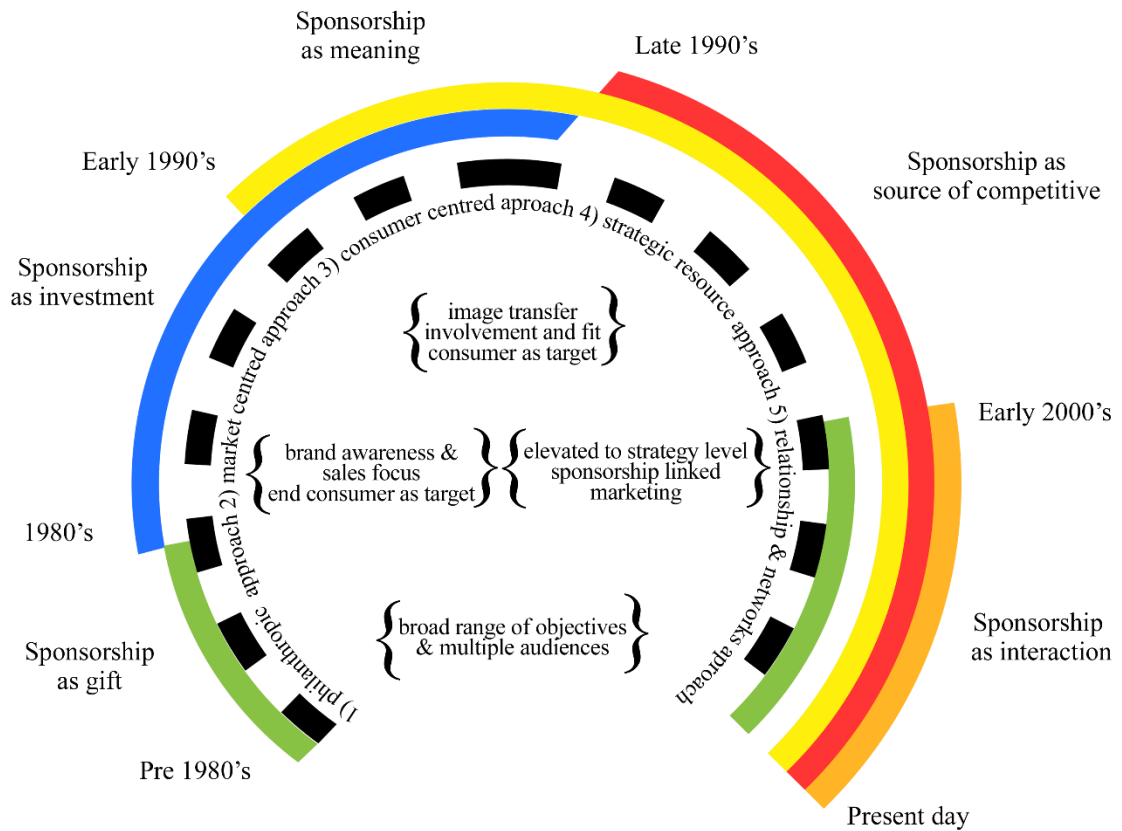 Sponsorship
as meaning
Late 1990’s
Early 1990’s
Sponsorship as
source of competitive
Sponsorship
as investment
Early 2000’s
1980’s
Sponsorship
as gift
Sponsorship
as interaction
Pre 1980’s
Present day
1) philanthropic approach 2) market centred approach 3) consumer centred aproach 4) strategic resource approach 5) relationship & networks aproach
image transfer
involvement and fit
consumer as target
brand awareness &
sales focus
end consumer as target
elevated to strategy level
sponsorship linked
marketing
broad range of objectives
& multiple audiences